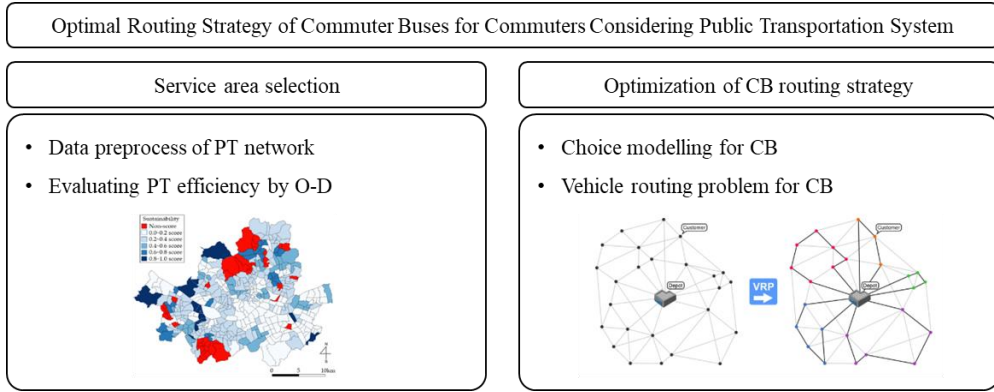 Optimal Routing Strategy of Commuter Buses for Commuters Considering Public Transportation System
Service area selection
• Data preprocess of PT network
• Evaluating PT efficiency by O-D
Sustainability
Non-score
0.0-0.2 score
0.2-0.4 score
0.4-0.6 score
0.6-0.8 score
0.8-1.0 score
0 5 10km
Optimization of CB routing strategy
• Choice modelling for CB
• Vehicle routing problem for CB
Customer
Depot
VRP
Customer
Depot